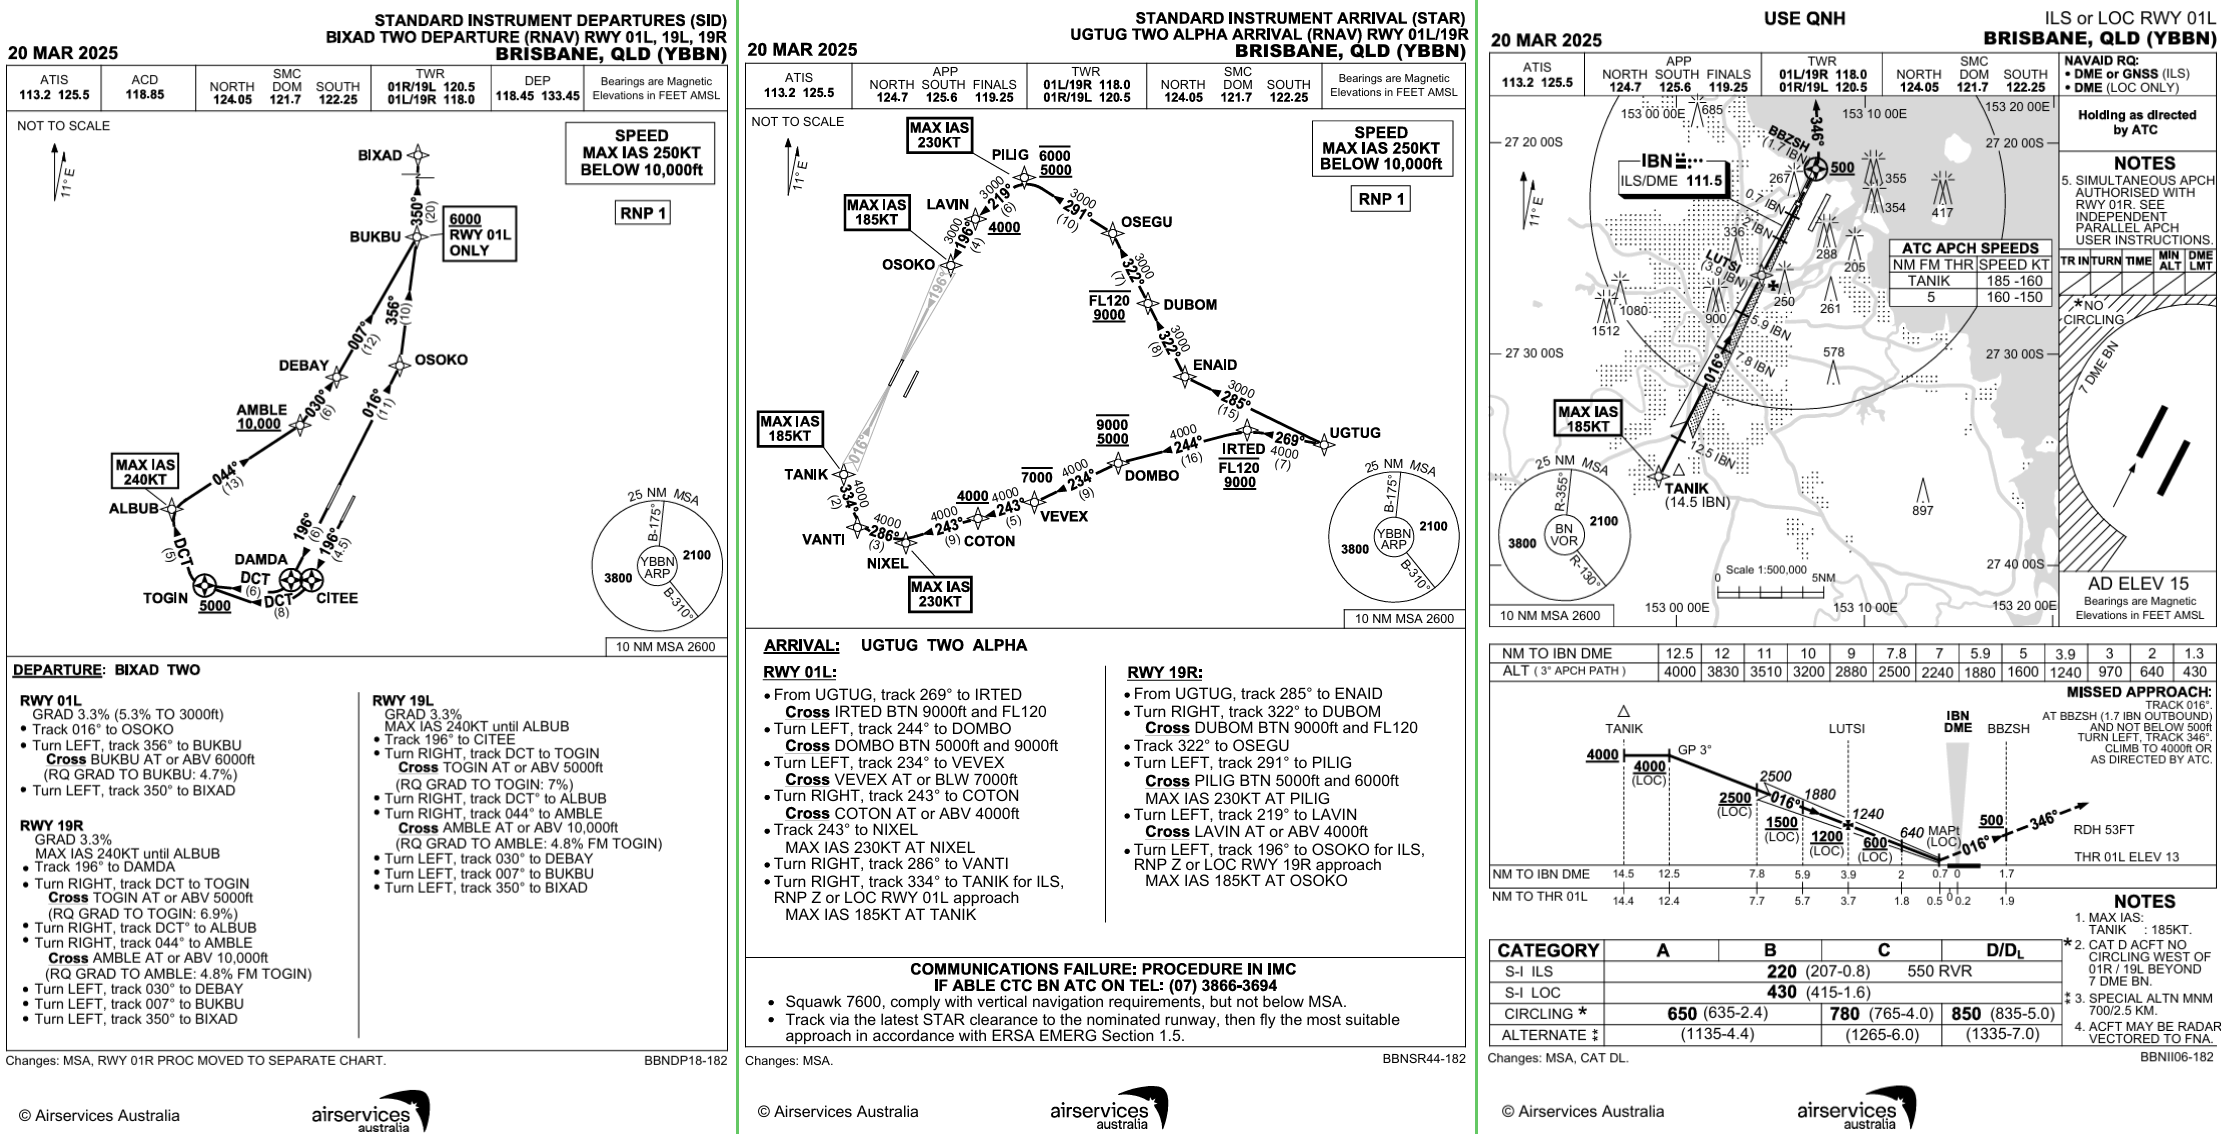 STANDARD INSTRUMENT DEPARTURES (SID)
BIXAD TWO DEPARTURE (RNAV) RWY 01L, 19L, 19R
20 MAR 2025
BRISBANE, QLD (YBBN)
ATIS
113.2 125.5
ACD
118.85
SMC
NORTH DOM SOUTH
124.05 121.7 122.25
TWR
01R/19L 120.5
01L/19R 118.0
DEP
118.45 133.45
Bearings are Magnetic
Elevations in FEET AMSL
NOT TO SCALE
11° E
SPEED
MAX IAS 250KT
BELOW 10,000ft
RNP 1
BIXAD
350°
(20)
6000
RWY 01L
ONLY
BUKBU
356°
(10)
007°
(12)
DEBAY
OSOKO
030°
(6)
016°
(11)
AMBLE
10,000
MAX IAS
240KT
044°
(13)
ALBUB
DCT
(5)
196°
(6)
196°
(4.5)
DAMDA
DCT
(6)
DCT
(8)
TOGIN
5000
CITEE
25 NM MSA
B-175°
YBBN
ARP
2100
3800
B-310°
10 NM MSA 2600
DEPARTURE: BIXAD TWO
RWY 01L
GRAD 3.3% (5.3% TO 3000ft)
• Track 016° to OSOKO
• Turn LEFT, track 356° to BUKBU
Cross BUKBU AT or ABV 6000ft
(RQ GRAD TO BUKBU: 4.7%)
• Turn LEFT, track 350° to BIXAD
RWY 19R
GRAD 3.3%
MAX IAS 240KT until ALBUB
• Track 196° to DAMDA
• Turn RIGHT, track DCT to TOGIN
Cross TOGIN AT or ABV 5000ft
(RQ GRAD TO TOGIN: 6.9%)
• Turn RIGHT, track DCT° to ALBUB
• Turn RIGHT, track 044° to AMBLE
Cross AMBLE AT or ABV 10,000ft
(RQ GRAD TO AMBLE: 4.8% FM TOGIN)
• Turn LEFT, track 030° to DEBAY
• Turn LEFT, track 007° to BUKBU
• Turn LEFT, track 350° to BIXAD
RWY 19L
GRAD 3.3%
MAX IAS 240KT until ALBUB
• Track 196° to CITEE
• Turn RIGHT, track DCT to TOGIN
Cross TOGIN AT or ABV 5000ft
(RQ GRAD TO TOGIN: 7%)
• Turn RIGHT, track DCT° to ALBUB
• Turn RIGHT, track 044° to AMBLE
Cross AMBLE AT or ABV 10,000ft
(RQ GRAD TO AMBLE: 4.8% FM TOGIN)
• Turn LEFT, track 030° to DEBAY
• Turn LEFT, track 007° to BUKBU
• Turn LEFT, track 350° to BIXAD
Changes: MSA, RWY 01R PROC MOVED TO SEPARATE CHART.
BBNDP18-182
© Airservices Australia
airservices
australia
STANDARD INSTRUMENT ARRIVAL (STAR)
UGTUG TWO ALPHA ARRIVAL (RNAV) RWY 01L/19R
20 MAR 2025
BRISBANE, QLD (YBBN)
ATIS
113.2 125.5
APP
NORTH SOUTH FINALS
124.7 125.6 119.25
TWR
01L/19R 118.0
01R/19L 120.5
SMC
NORTH DOM SOUTH
124.05 121.7 122.25
Bearings are Magnetic
Elevations in FEET AMSL
NOT TO SCALE
11° E
MAX IAS
230KT
SPEED
MAX IAS 250KT
BELOW 10,000ft
RNP 1
PILIG
6000
5000
3000
219°
(6)
LAVIN
4000
MAX IAS
185KT
3000
196°
(4)
OSOKO
196°
3000
291°
(10)
OSEGU
3000
322°
(7)
FL120
9000
DUBOM
3000
322°
(8)
ENAID
3000
285°
(15)
UGTUG
269°
4000
(7)
IRTED
FL120
9000
4000
244°
(16)
9000
5000
DOMBO
4000
234°
(9)
7000
VEVEX
4000
243°
(5)
4000
COTON
4000
243°
(9)
NIXEL
MAX IAS
230KT
4000
286°
(3)
VANTI
4000
334°
(2)
TANIK
MAX IAS
185KT
016°
25 NM MSA
B-175°
YBBN
ARP
2100
3800
B-310°
10 NM MSA 2600
ARRIVAL: UGTUG TWO ALPHA
RWY 01L:
• From UGTUG, track 269° to IRTED
Cross IRTED BTN 9000ft and FL120
• Turn LEFT, track 244° to DOMBO
Cross DOMBO BTN 5000ft and 9000ft
• Turn LEFT, track 234° to VEVEX
Cross VEVEX AT or BLW 7000ft
• Turn RIGHT, track 243° to COTON
Cross COTON AT or ABV 4000ft
• Track 243° to NIXEL
MAX IAS 230KT AT NIXEL
• Turn RIGHT, track 286° to VANTI
• Turn RIGHT, track 334° to TANIK for ILS,
RNP Z or LOC RWY 01L approach
MAX IAS 185KT AT TANIK
RWY 19R:
• From UGTUG, track 285° to ENAID
• Turn RIGHT, track 322° to DUBOM
Cross DUBOM BTN 9000ft and FL120
• Track 322° to OSEGU
• Turn LEFT, track 291° to PILIG
Cross PILIG BTN 5000ft and 6000ft
MAX IAS 230KT AT PILIG
• Turn LEFT, track 219° to LAVIN
Cross LAVIN AT or ABV 4000ft
• Turn LEFT, track 196° to OSOKO for ILS,
RNP Z or LOC RWY 19R approach
MAX IAS 185KT AT OSOKO
COMMUNICATIONS FAILURE: PROCEDURE IN IMC
IF ABLE CTC BN ATC ON TEL: (07) 3866-3694
• Squawk 7600, comply with vertical navigation requirements, but not below MSA.
• Track via the latest STAR clearance to the nominated runway, then fly the most suitable
approach in accordance with ERSA EMERG Section 1.5.
Changes: MSA.
BBNSR44-182
© Airservices Australia
airservices
australia
USE QNH
ILS or LOC RWY 01L
20 MAR 2025
BRISBANE, QLD (YBBN)
ATIS
113.2 125.5
APP
NORTH SOUTH FINALS
124.7 125.6 119.25
TWR
01L/19R 118.0
01R/19L 120.5
SMC
NORTH DOM SOUTH
124.05 121.7 122.25
NAVAID RQ:
• DME or GNSS (ILS)
• DME (LOC ONLY)
Holding as directed
by ATC
NOTES
5. SIMULTANEOUS APCH
AUTHORISED WITH
RWY 01R. SEE
INDEPENDENT
PARALLEL APCH
USER INSTRUCTIONS.
TR IN TURN TIME MIN ALT DME LMT
*NO
CIRCLING
7 DME BN
AD ELEV 15
Bearings are Magnetic
Elevations in FEET AMSL
153 00 00E
685
346°
153 10 00E
153 20 00E
27 20 00S
27 20 00S
BBZSH
(1.7 IBN)
500
IBN
ILS/DME 111.5
11° E
267
355
354
417
0.7 IBN
2 IBN
336
288
205
LUTSI
(3.9 IBN)
250
261
ATC APCH SPEEDS
NM FM THR SPEED KT
TANIK 185 -160
5 160 -150
1080
1512
900
5.9 IBN
27 30 00S
27 30 00S
578
7.8 IBN
016°
MAX IAS
185KT
12.5 IBN
TANIK
(14.5 IBN)
897
25 NM MSA
R-355°
BN
VOR
2100
3800
R-130°
10 NM MSA 2600
Scale 1:500,000
0 5NM
27 40 00S
153 00 00E
153 10 00E
153 20 00E
NM TO IBN DME 12.5 12 11 10 9 7.8 7 5.9 5 3.9 3 2 1.3
ALT (3° APCH PATH) 4000 3830 3510 3200 2880 2500 2240 1880 1600 1240 970 640 430
MISSED APPROACH:
TRACK 016°.
AT BBZSH (1.7 IBN OUTBOUND)
AND NOT BELOW 500ft
TURN LEFT, TRACK 346°.
CLIMB TO 4000ft OR
AS DIRECTED BY ATC.
TANIK
LUTSI
IBN
DME
BBZSH
4000
4000
(LOC)
GP 3°
2500
2500
(LOC)
016°
1880
1500
(LOC)
1240
1200
(LOC)
640
600
(LOC)
MAPt
(LOC)
016°
500
346°
RDH 53FT
THR 01L ELEV 13
NM TO IBN DME 14.5 12.5 7.8 5.9 3.9 2 0.7 0 1.7
NM TO THR 01L 14.4 12.4 7.7 5.7 3.7 1.8 0.5 0 0.2 1.9
CATEGORY A B C D/DL
S-I ILS 220 (207-0.8) 550 RVR
S-I LOC 430 (415-1.6)
CIRCLING * 650 (635-2.4) 780 (765-4.0) 850 (835-5.0)
ALTERNATE ⁑ (1135-4.4) (1265-6.0) (1335-7.0)
NOTES
1. MAX IAS:
TANIK : 185KT.
*2. CAT D ACFT NO
CIRCLING WEST OF
01R / 19L BEYOND
7 DME BN.
⁑ 3. SPECIAL ALTN MNM
700/2.5 KM.
4. ACFT MAY BE RADAR
VECTORED TO FNA.
Changes: MSA, CAT DL.
BBNII06-182
© Airservices Australia
airservices
australia